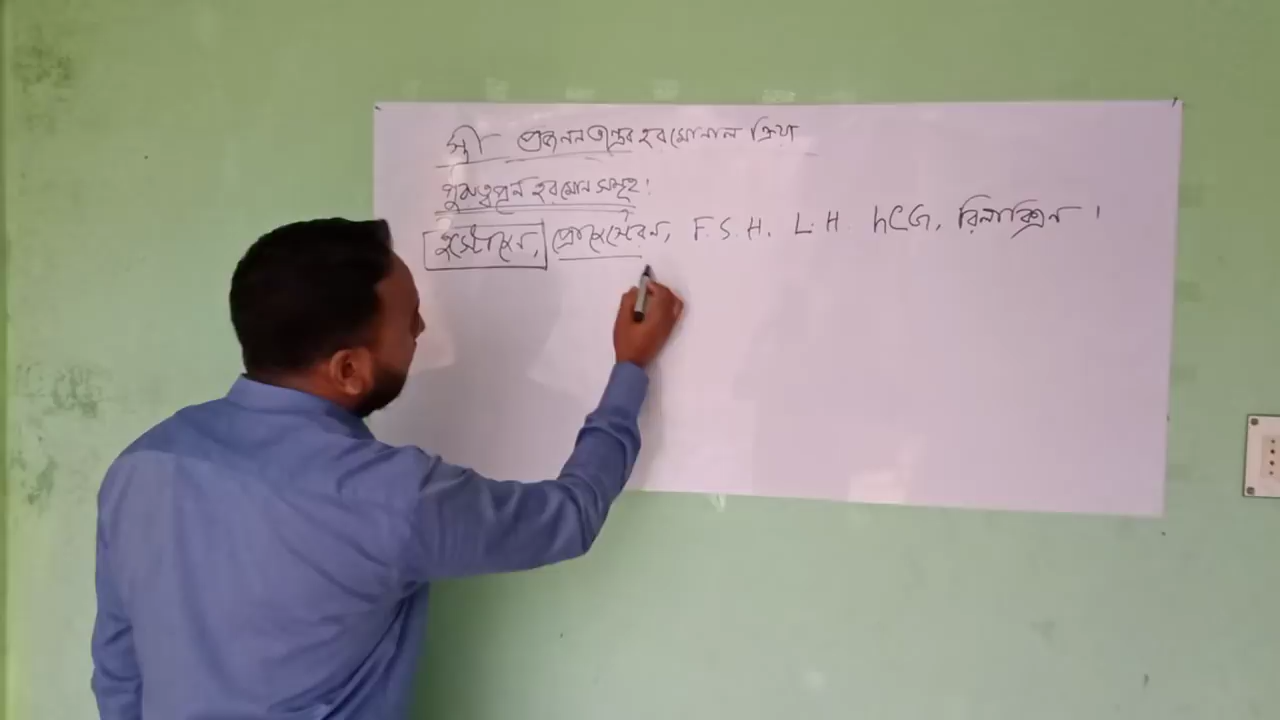 স্ত্রী প্রজননতন্ত্রের হরমোনাল ক্রিয়া
গুরুত্বপূর্ন হরমোন সমূহ:
ইস্ট্রোজেন, প্রোজেস্টেরন, F.S.H. L.H. hCG, রিলাক্সিন।